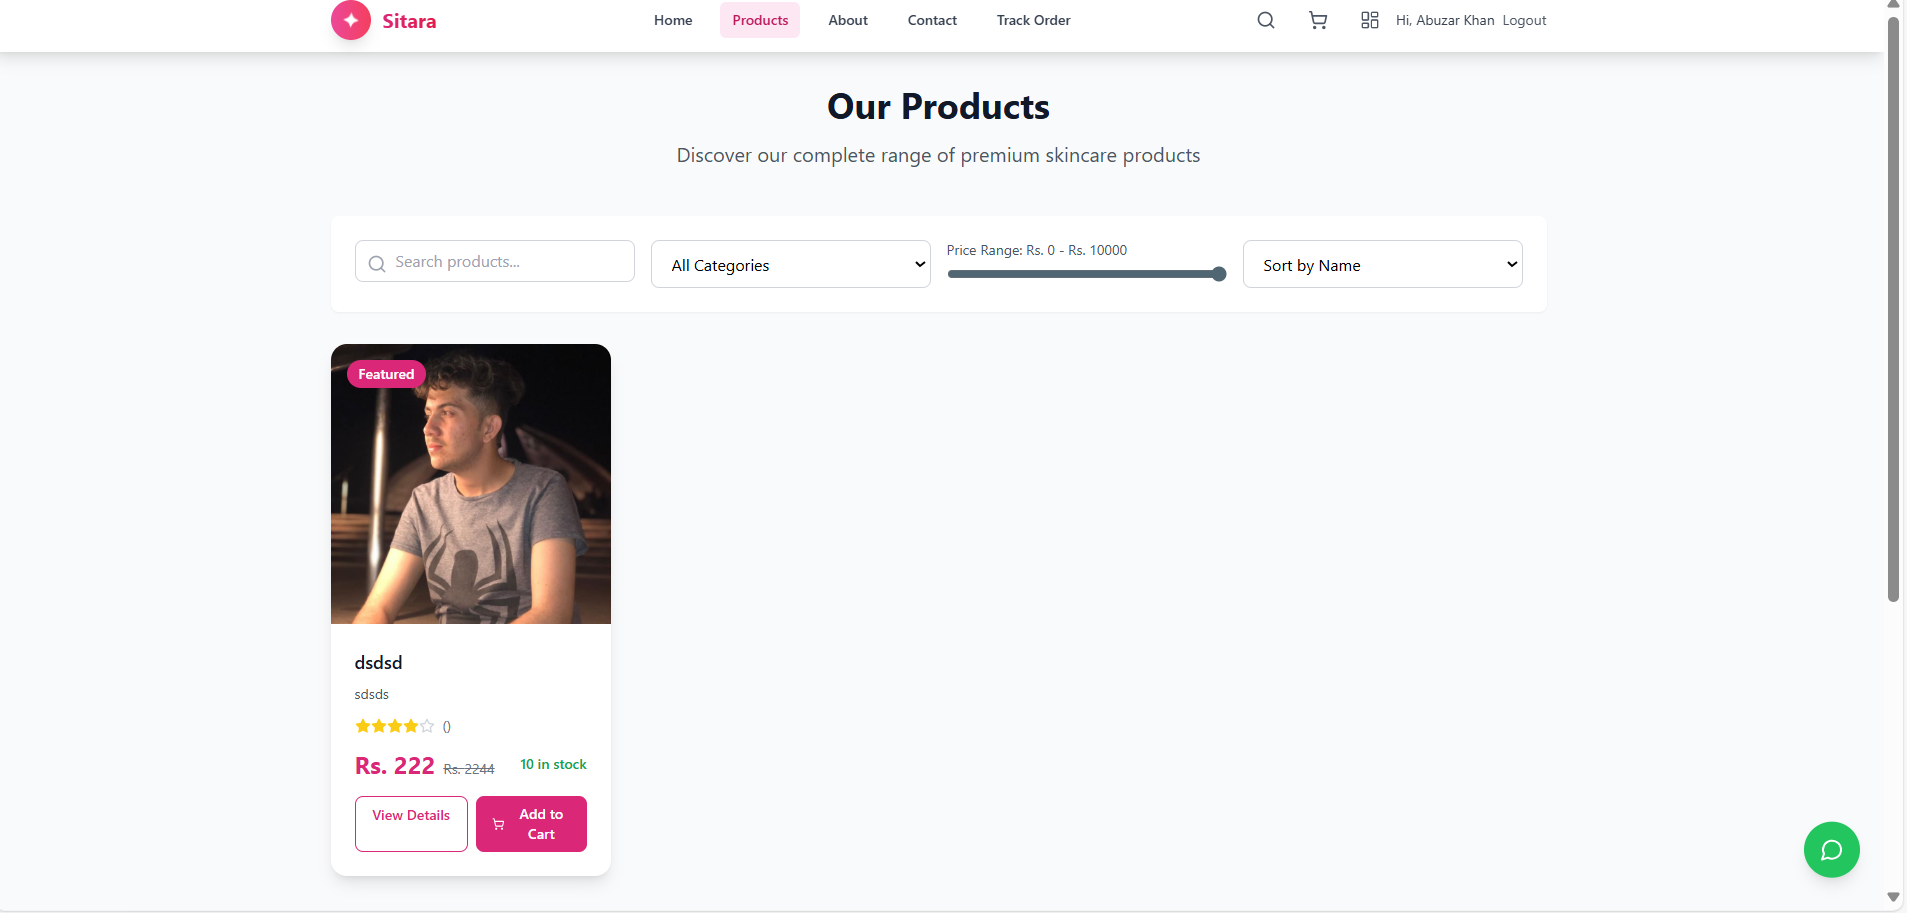 Sitara
Home Products About Contact Track Order
Hi, Abuzar Khan Logout
Our Products
Discover our complete range of premium skincare products
Search products...
All Categories
Price Range: Rs. 0 - Rs. 10000
Sort by Name
Featured
dsdsd
sdsds
()
Rs. 222 Rs. 2244 10 in stock
View Details
Add to
Cart